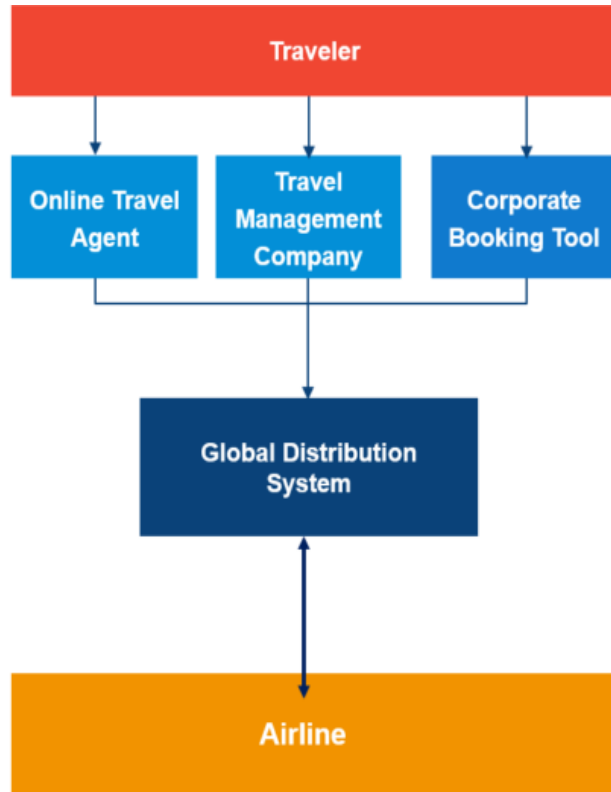 Traveler
Online Travel
Agent
Travel
Management
Company
Corporate
Booking Tool
Global Distribution
System
Airline